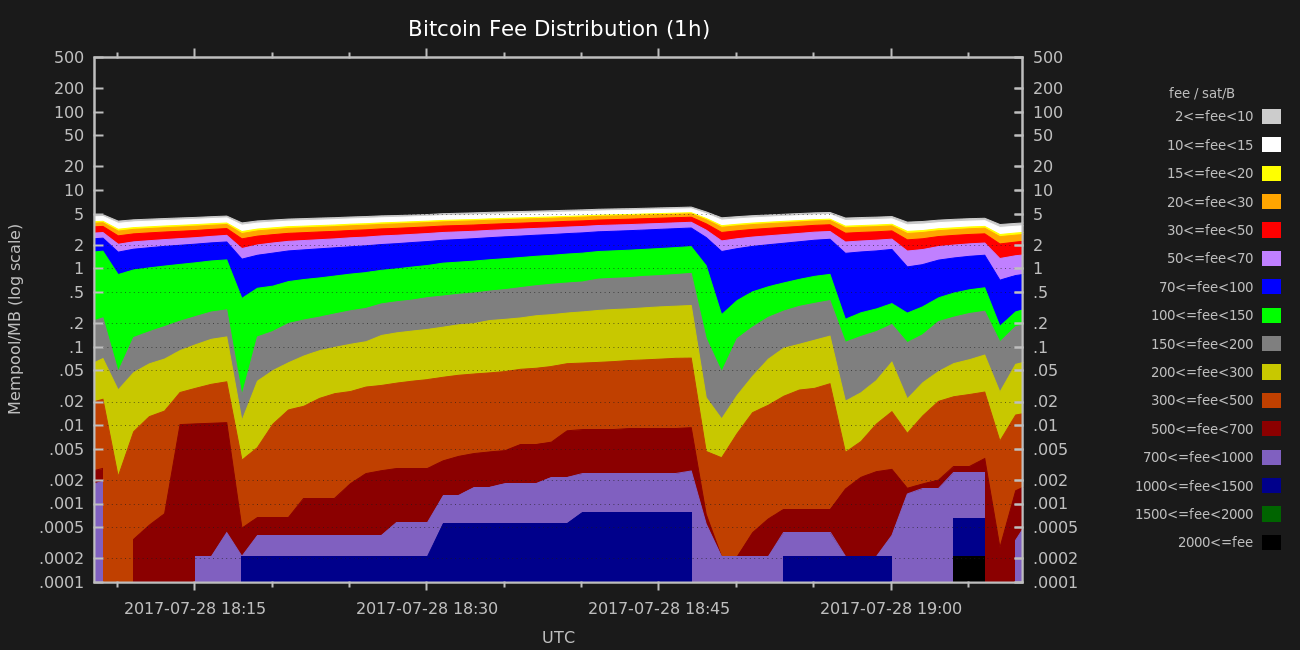 Bitcoin Fee Distribution (1h)
500 500
200 200
100 100
50 50
20 20
10 10
5 5
2 2
1 1
.5 .5
.2 .2
.1 .1
.05 .05
.02 .02
.01 .01
.005 .005
.002 .002
.001 .001
.0005 .0005
.0002 .0002
.0001 .0001
Mempool/MB (log scale)
2017-07-28 18:15 2017-07-28 18:30 2017-07-28 18:45 2017-07-28 19:00
UTC
fee / sat/B
2<=fee<10
10<=fee<15
15<=fee<20
20<=fee<30
30<=fee<50
50<=fee<70
70<=fee<100
100<=fee<150
150<=fee<200
200<=fee<300
300<=fee<500
500<=fee<700
700<=fee<1000
1000<=fee<1500
1500<=fee<2000
2000<=fee